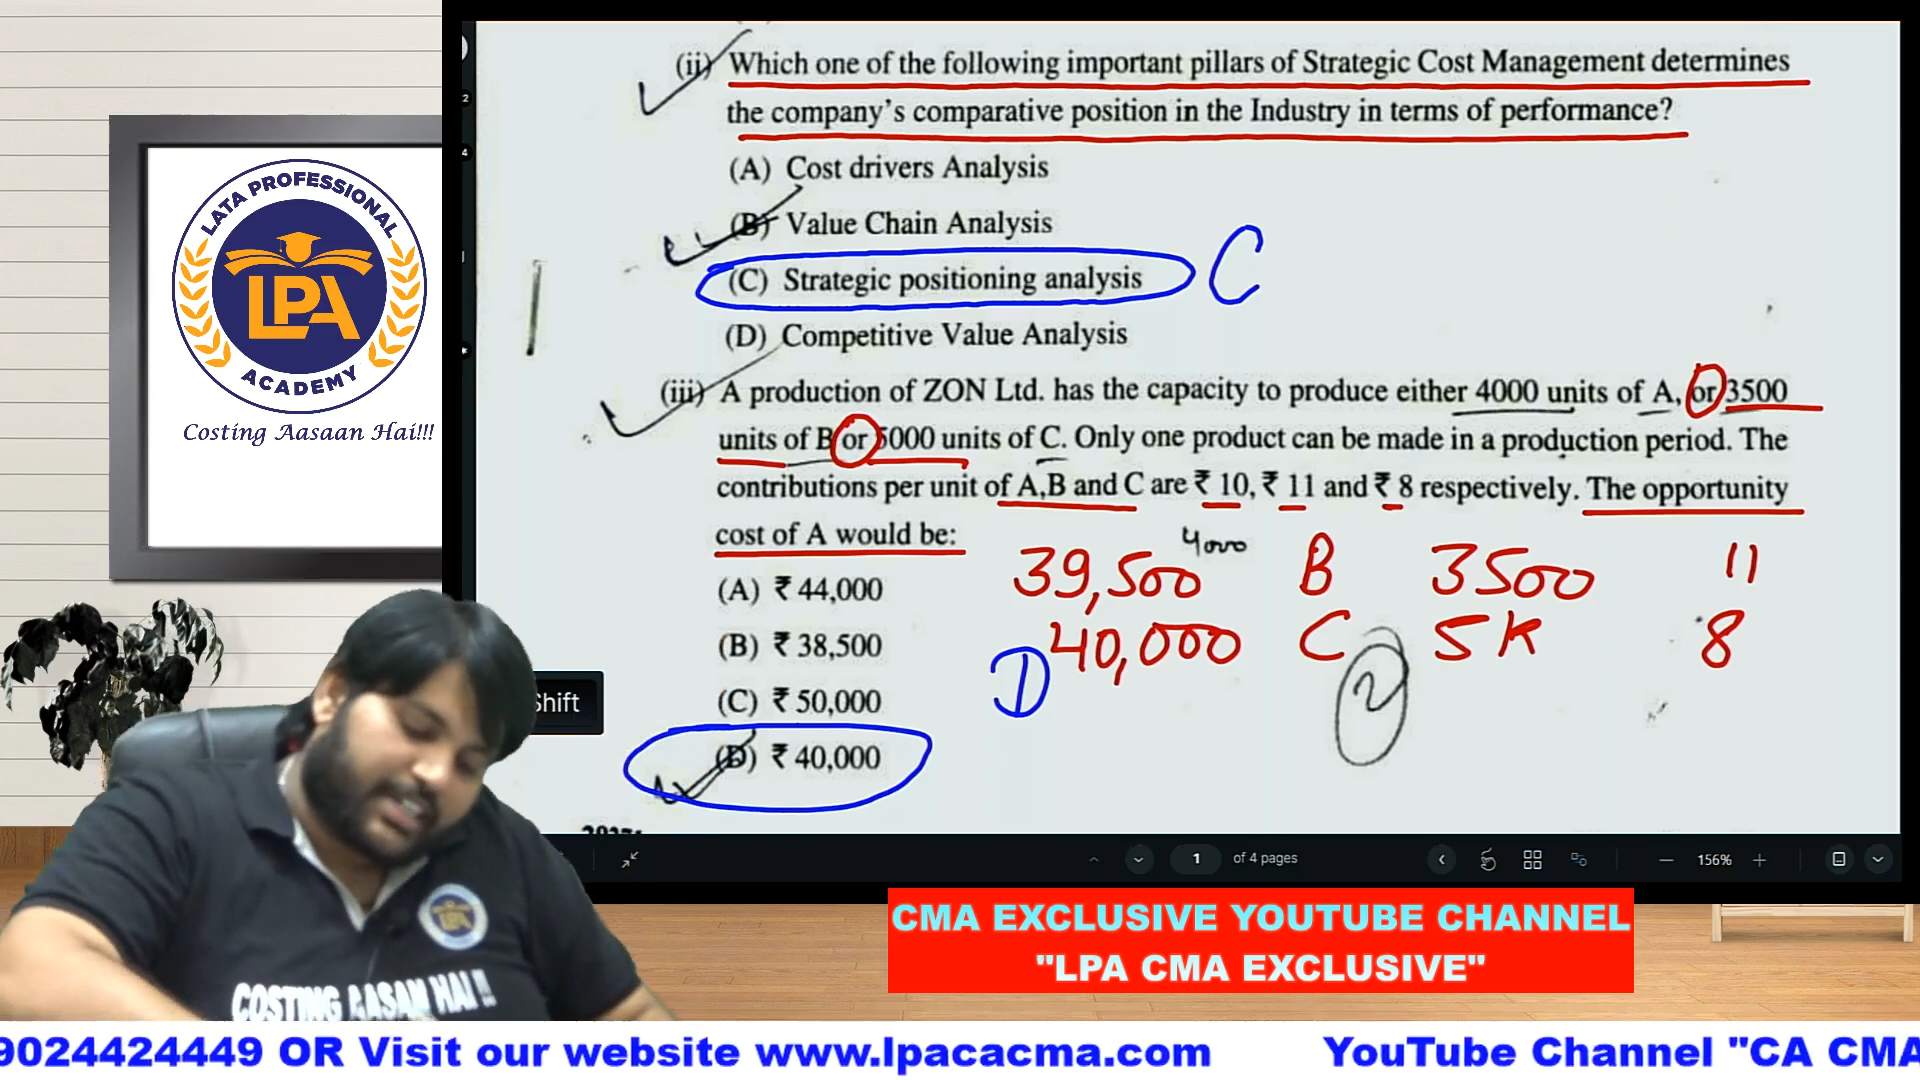 LATA PROFESSIONAL
LPA
ACADEMY
Costing Aasaan Hai!!!
(ii) Which one of the following important pillars of Strategic Cost Management determines
the company's comparative position in the Industry in terms of performance?
(A) Cost drivers Analysis
(B) Value Chain Analysis
(C) Strategic positioning analysis
C
(D) Competitive Value Analysis
(iii) A production of ZON Ltd. has the capacity to produce either 4000 units of A, or 3500
units of B or 5000 units of C. Only one product can be made in a production period. The
contributions per unit of A,B and C are ₹ 10, ₹ 11 and ₹ 8 respectively. The opportunity
cost of A would be:
4000
39,500 B 3500 11
(A) ₹ 44,000
40,000 C 5K 8
(B) ₹ 38,500
D
2
(C) ₹ 50,000
(D) ₹ 40,000
Shift
1 of 4 pages
156%
LPA
COSTING AASAN HAI !!
CMA EXCLUSIVE YOUTUBE CHANNEL
"LPA CMA EXCLUSIVE"
9024424449 OR Visit our website www.lpacacma.com YouTube Channel "CA CMA